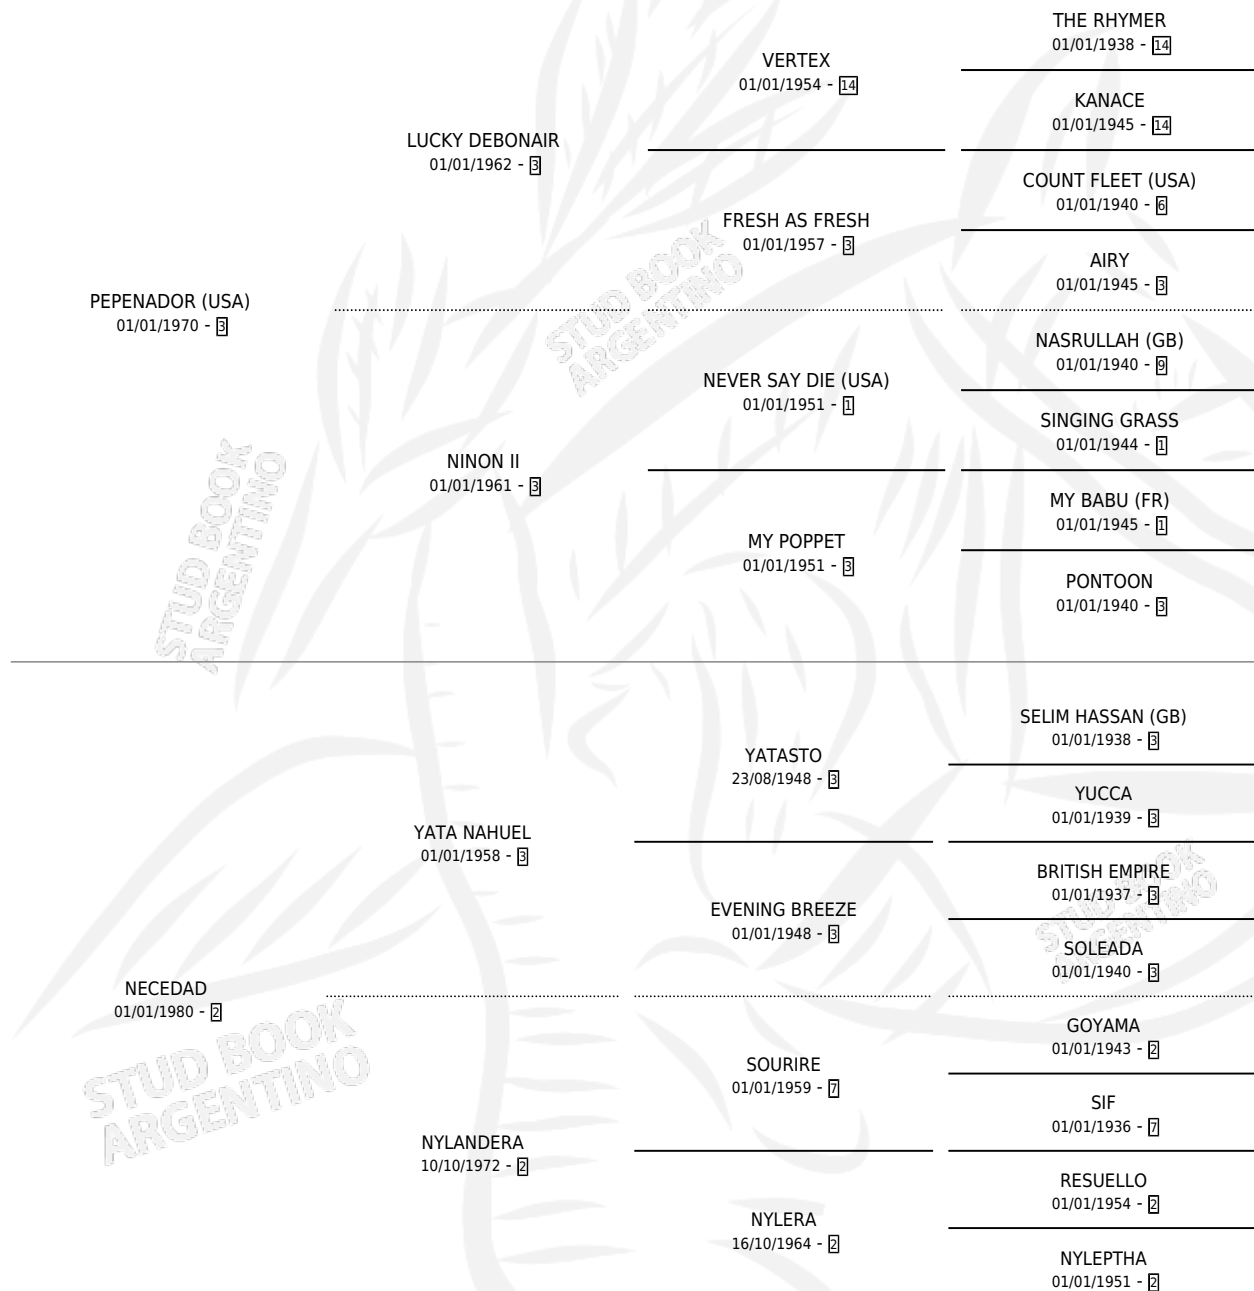 THE RHYMER
01/01/1938 - 14
VERTEX
01/01/1954 - 14
KANACE
01/01/1945 - 14
LUCKY DEBONAIR
01/01/1962 - 3
COUNT FLEET (USA)
01/01/1940 - 6
FRESH AS FRESH
01/01/1957 - 3
AIRY
01/01/1945 - 3
PEPENADOR (USA)
01/01/1970 - 3
NASRULLAH (GB)
01/01/1940 - 9
NEVER SAY DIE (USA)
01/01/1951 - 1
SINGING GRASS
01/01/1944 - 1
NINON II
01/01/1961 - 3
MY BABU (FR)
01/01/1945 - 1
MY POPPET
01/01/1951 - 3
PONTOON
01/01/1940 - 3
SELIM HASSAN (GB)
01/01/1938 - 3
YATASTO
23/08/1948 - 3
YUCCA
01/01/1939 - 3
YATA NAHUEL
01/01/1958 - 3
BRITISH EMPIRE
01/01/1937 - 3
EVENING BREEZE
01/01/1948 - 3
SOLEADA
01/01/1940 - 3
NECEDAD
01/01/1980 - 2
GOYAMA
01/01/1943 - 2
SOURIRE
01/01/1959 - 7
SIF
01/01/1936 - 7
NYLANDERA
10/10/1972 - 2
RESUELLO
01/01/1954 - 2
NYLERA
16/10/1964 - 2
NYLEPTHA
01/01/1951 - 2
STUD BOOK
ARGENTINO
STUD BOOK
ARGENTINO
STUD BOOK
ARGENTINO
STUD BOOK
ARGENTINO